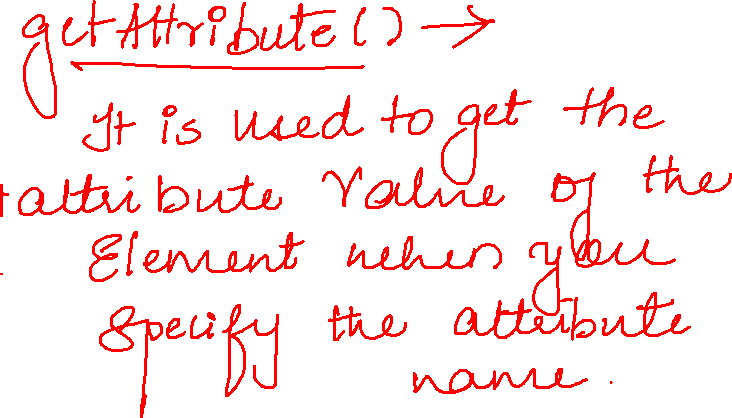 getAttribute() →
It is used to get the
attribute value of the
Element when you
specify the attribute
name.